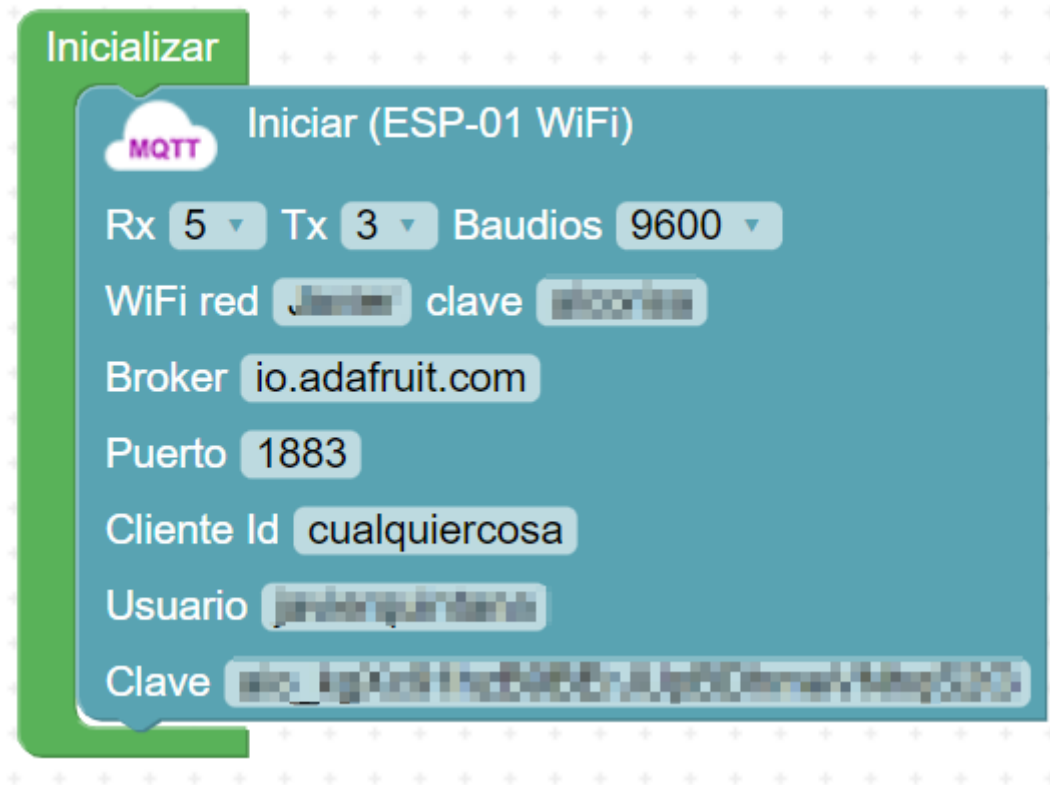 Inicializar
MQTT Iniciar (ESP-01 WiFi)
Rx 5 Tx 3 Baudios 9600
WiFi red clave
Broker io.adafruit.com
Puerto 1883
Cliente Id cualquiercosa
Usuario
Clave